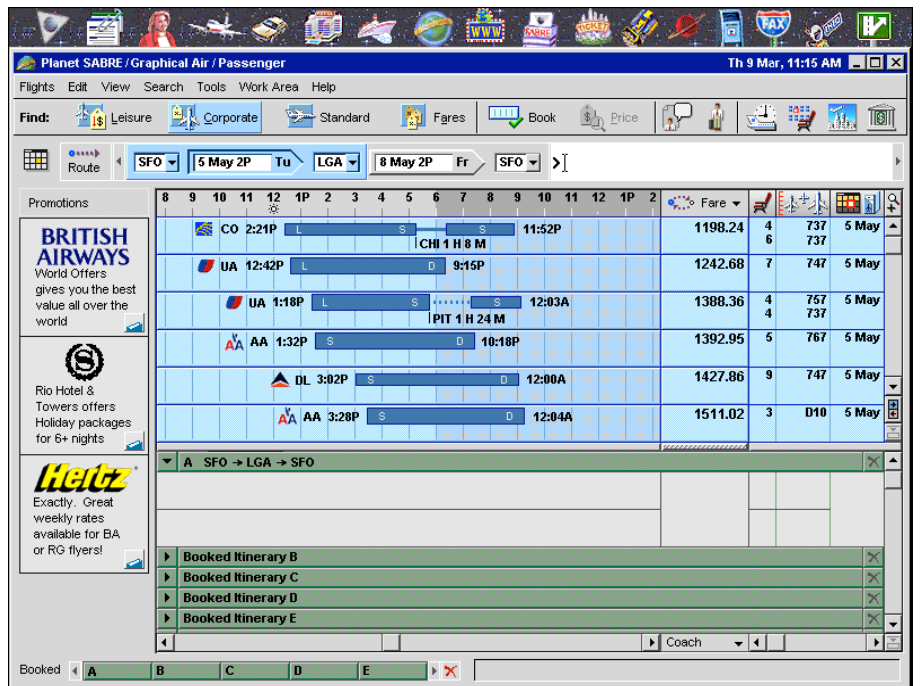 WWW
SABRE
TICKET
FAX
Planet SABRE / Graphical Air / Passenger
Th 9 Mar, 11:15 AM
Flights Edit View Search Tools Work Area Help
Find: Leisure Corporate Standard Fares Book Price
Route SFO 5 May 2P Tu LGA 8 May 2P Fr SFO >
Promotions
BRITISH
AIRWAYS
World Offers
gives you the best
value all over the
world
S
Rio Hotel &
Towers offers
Holiday packages
for 6+ nights
Hertz
Exactly. Great
weekly rates
available for BA
or RG flyers!
8 9 10 11 12 1P 2 3 4 5 6 7 8 9 10 11 12 1P 2 Fare
CO 2:21P L S S 11:52P 1198.24 4 737 5 May
CHI 1 H 8 M 6 737
UA 12:42P L D 9:15P 1242.68 7 747 5 May
UA 1:18P L S S 12:03A 1388.36 4 757 5 May
PIT 1 H 24 M 4 737
AA AA 1:32P S D 10:18P 1392.95 5 767 5 May
DL 3:02P S D 12:00A 1427.86 9 747 5 May
AA AA 3:28P S D 12:04A 1511.02 3 D10 5 May
A SFO → LGA → SFO
Booked Itinerary B
Booked Itinerary C
Booked Itinerary D
Booked Itinerary E
Coach
Booked A B C D E